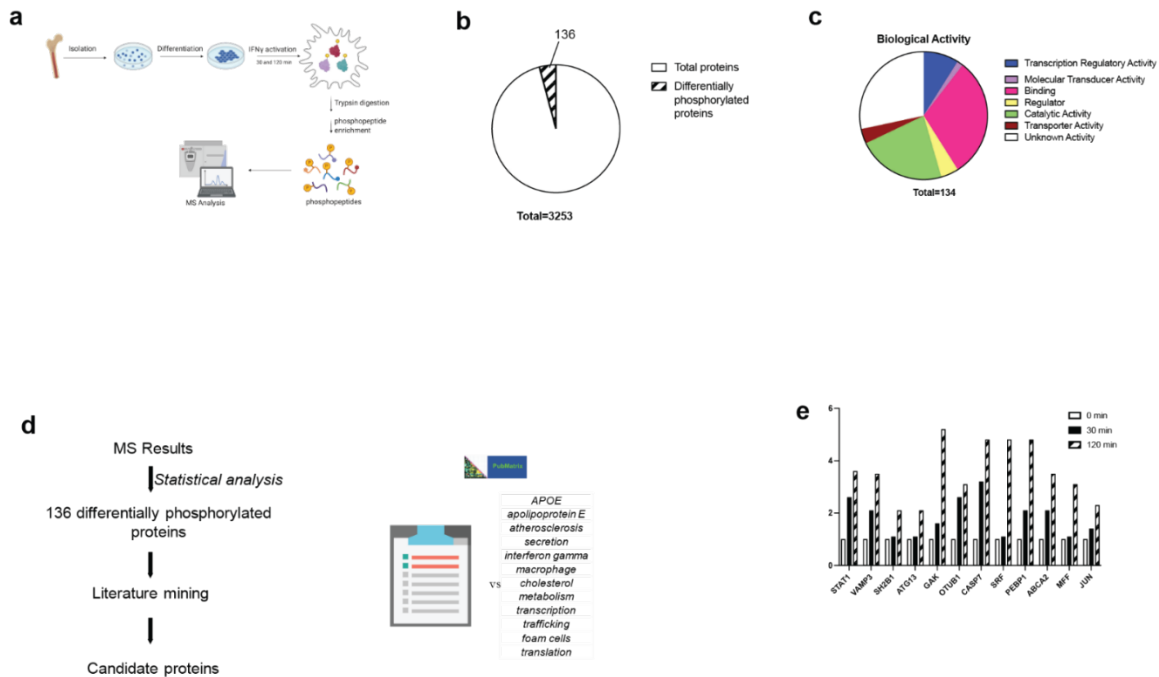 a
Isolation
Differentiation
IFNγ activation
30 and 120 min
Trypsin digestion
phosphopeptide
enrichment
MS Analysis
phosphopeptides
b
136
Total proteins
Differentially
phosphorylated
proteins
Total=3253
c
Biological Activity
Transcription Regulatory Activity
Molecular Transducer Activity
Binding
Regulator
Catalytic Activity
Transporter Activity
Unknown Activity
Total=134
d
MS Results
Statistical analysis
136 differentially phosphorylated
proteins
Literature mining
Candidate proteins
PubMatrix
vs
APOE
apolipoprotein E
atherosclerosis
secretion
interferon gamma
macrophage
cholesterol
metabolism
transcription
trafficking
foam cells
translation
e
6
4
2
0
0 min
30 min
120 min
STAT1
VAMP3
SH2B1
ATG13
GAK
OTUB1
CASP7
SRF
PEBP1
ABCA2
MFF
JUN